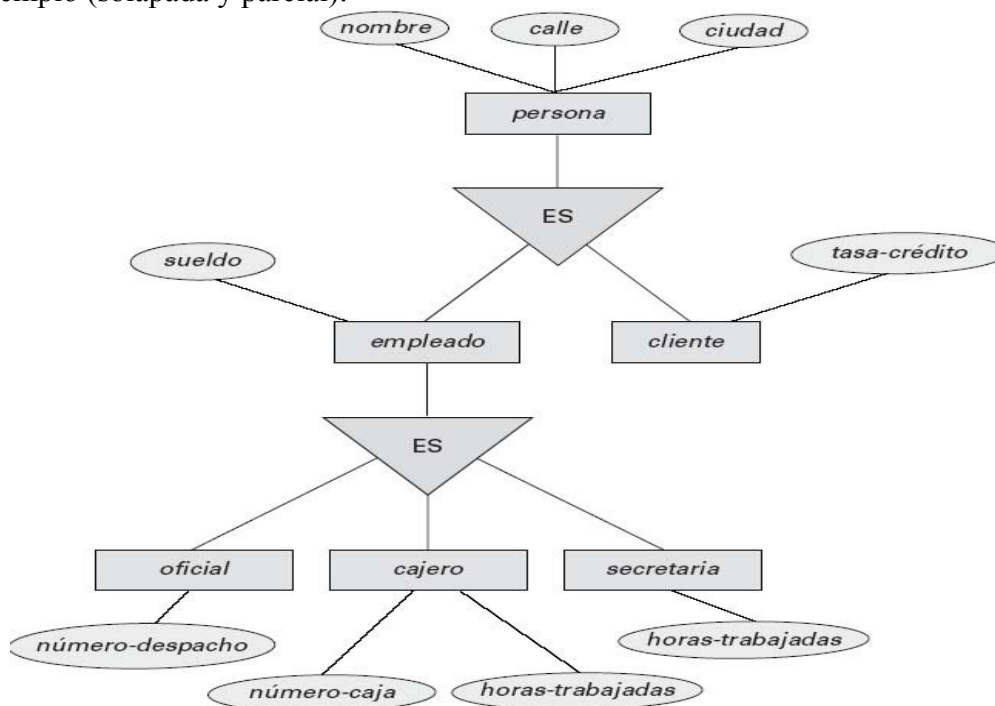 (solapada y parcial).
nombre calle ciudad
persona
ES
sueldo tasa-crédito
empleado cliente
ES
oficial cajero secretaria
número-despacho horas-trabajadas
número-caja horas-trabajadas